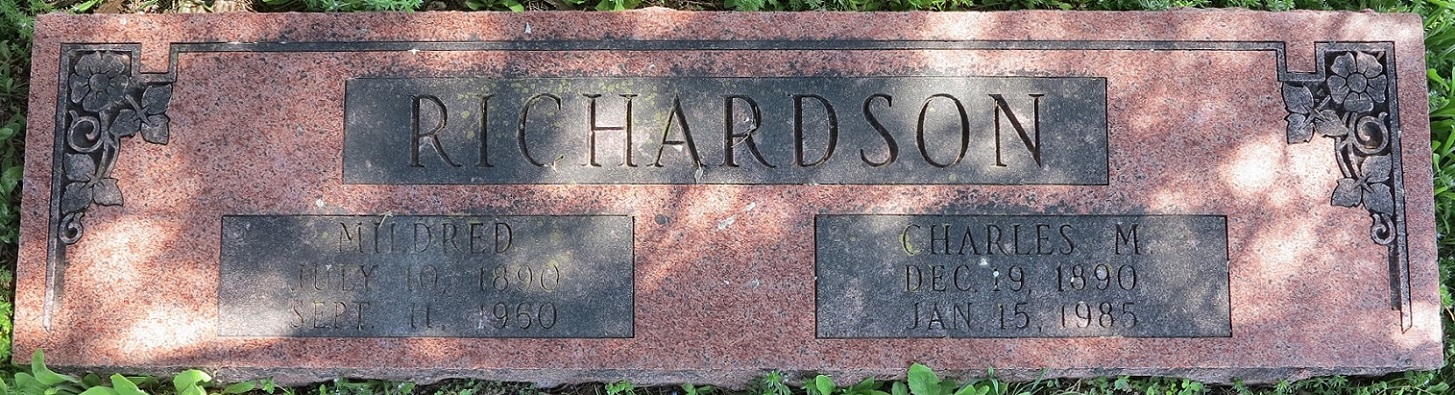 RICHARDSON
MILDRED
JULY 10, 1890
SEPT. 11, 1960
CHARLES M.
DEC. 19, 1890
JAN. 15, 1985